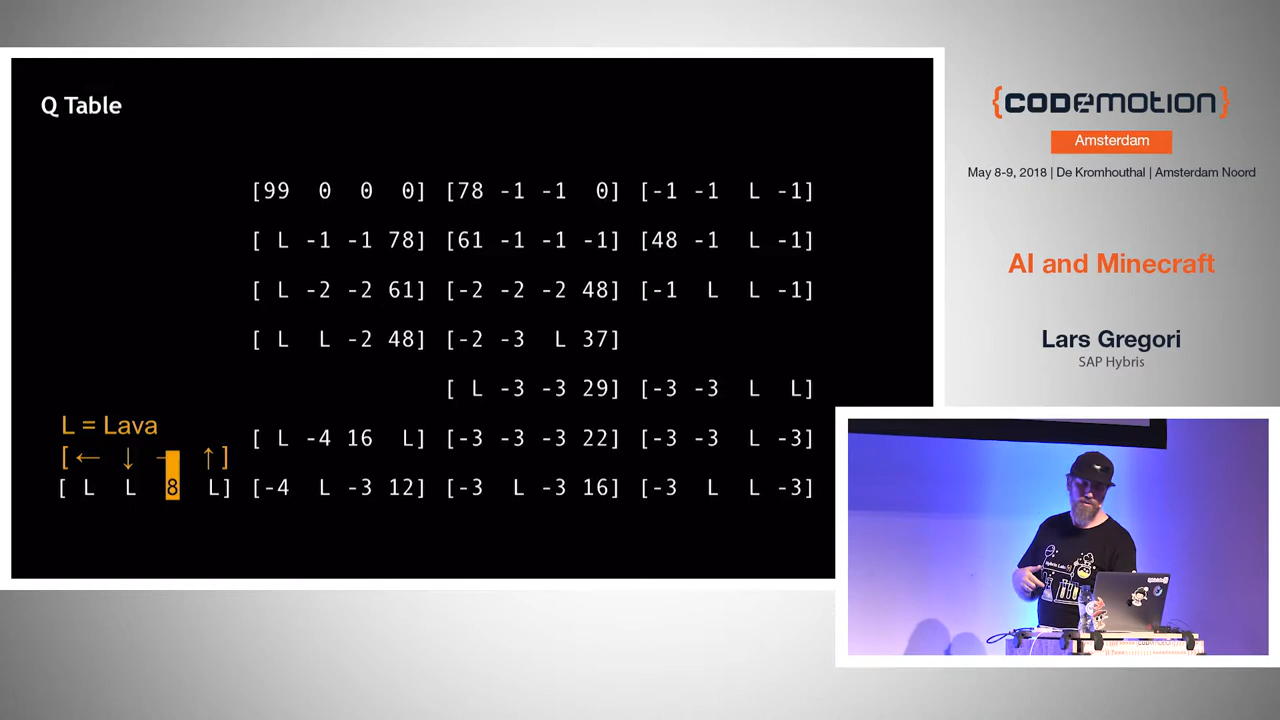 Q Table
[99 0 0 0] [78 -1 -1 0] [-1 -1 L -1]
[ L -1 -1 78] [61 -1 -1 -1] [48 -1 L -1]
[ L -2 -2 61] [-2 -2 -2 48] [-1 L L -1]
[ L L -2 48] [-2 -3 L 37]
[ L -3 -3 29] [-3 -3 L L]
L = Lava
[ L -4 16 L] [-3 -3 -3 22] [-3 -3 L -3]
[← ↓ → ↑]
[ L L 8 L] [-4 L -3 12] [-3 L -3 16] [-3 L L -3]
{CODEMOTION}
Amsterdam
May 8-9, 2018 | De Kromhouthal | Amsterdam Noord
AI and Minecraft
Lars Gregori
SAP Hybris